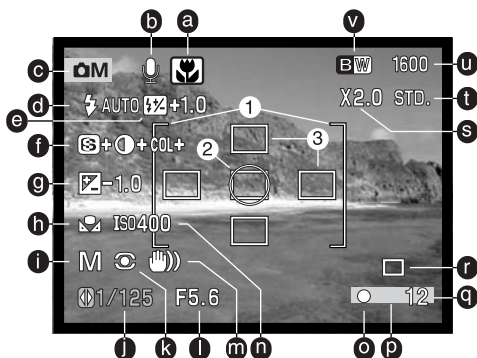 b a v
c M BW 1600 u
d AUTO +1.0 1 X2.0 STD. t
e s
f S+ + COL+ 2 3
g -1.0
h ISO400
i M r
1/125 F5.6 12 q
j k l m n o p